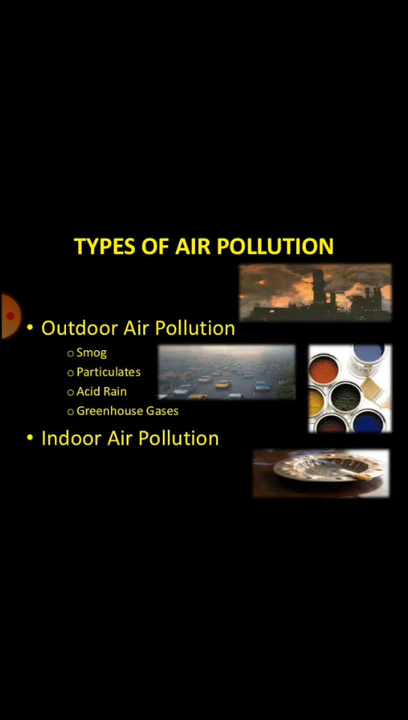 TYPES OF AIR POLLUTION
• Outdoor Air Pollution
o Smog
o Particulates
o Acid Rain
o Greenhouse Gases
• Indoor Air Pollution